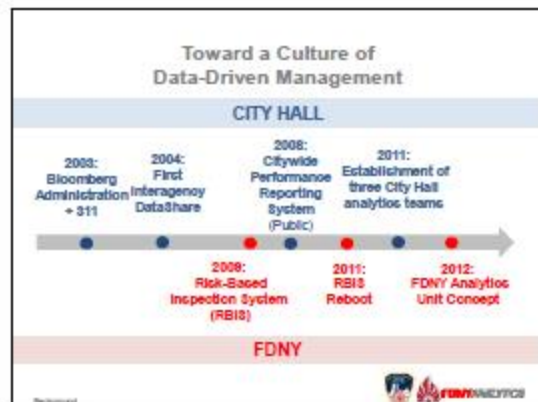 Toward a Culture of
Data-Driven Management
CITY HALL
2003:
Bloomberg
Administration
+ 311
2004:
First
Interagency
DataShare
2008:
Citywide
Performance
Reporting
System
(Public)
2011:
Establishment of
three City Hall
analytics teams
Risk-Based
Inspection System
(RBIS)
2011:
RBIS
Reboot
2012:
FDNY Analytics
Unit Concept
FDNY
FDNYANALYTICS